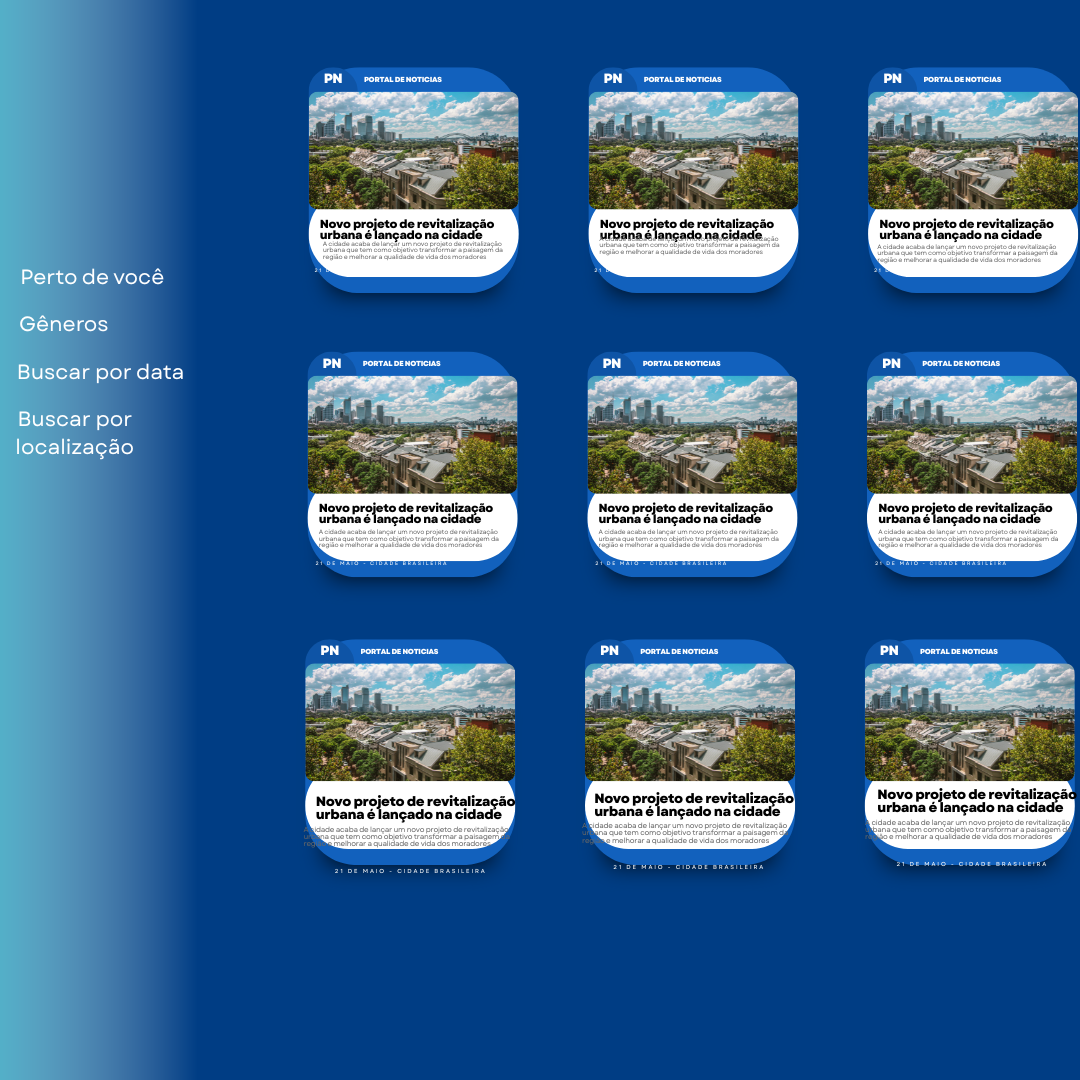 Perto de você
Gêneros
Buscar por data
Buscar por
localização
PN PORTAL DE NOTICIAS
Novo projeto de revitalização
urbana é lançado na cidade
A cidade acaba de lançar um novo projeto de revitalização
urbana que tem como objetivo transformar a paisagem da
região e melhorar a qualidade de vida dos moradores
21
PN PORTAL DE NOTICIAS
Novo projeto de revitalização
urbana é lançado na cidade
A cidade acaba de lançar um novo projeto de revitalização
urbana que tem como objetivo transformar a paisagem da
região e melhorar a qualidade de vida dos moradores
21
PN PORTAL DE NOTICIAS
Novo projeto de revitalização
urbana é lançado na cidade
A cidade acaba de lançar um novo projeto de revitalização
urbana que tem como objetivo transformar a paisagem da
região e melhorar a qualidade de vida dos moradores
21
PN PORTAL DE NOTICIAS
Novo projeto de revitalização
urbana é lançado na cidade
A cidade acaba de lançar um novo projeto de revitalização
urbana que tem como objetivo transformar a paisagem da
região e melhorar a qualidade de vida dos moradores
21 DE MAIO - CIDADE BRASILEIRA
PN PORTAL DE NOTICIAS
Novo projeto de revitalização
urbana é lançado na cidade
A cidade acaba de lançar um novo projeto de revitalização
urbana que tem como objetivo transformar a paisagem da
região e melhorar a qualidade de vida dos moradores
21 DE MAIO - CIDADE BRASILEIRA
PN PORTAL DE NOTICIAS
Novo projeto de revitalização
urbana é lançado na cidade
A cidade acaba de lançar um novo projeto de revitalização
urbana que tem como objetivo transformar a paisagem da
região e melhorar a qualidade de vida dos moradores
21 DE MAIO - CIDADE BRASILEIRA
PN PORTAL DE NOTICIAS
Novo projeto de revitalização
urbana é lançado na cidade
A cidade acaba de lançar um novo projeto de revitalização
urbana que tem como objetivo transformar a paisagem da
região e melhorar a qualidade de vida dos moradores
21 DE MAIO - CIDADE BRASILEIRA
PN PORTAL DE NOTICIAS
Novo projeto de revitalização
urbana é lançado na cidade
A cidade acaba de lançar um novo projeto de revitalização
urbana que tem como objetivo transformar a paisagem da
região e melhorar a qualidade de vida dos moradores
21 DE MAIO - CIDADE BRASILEIRA
PN PORTAL DE NOTICIAS
Novo projeto de revitalização
urbana é lançado na cidade
A cidade acaba de lançar um novo projeto de revitalização
urbana que tem como objetivo transformar a paisagem da
região e melhorar a qualidade de vida dos moradores
21 DE MAIO - CIDADE BRASILEIRA